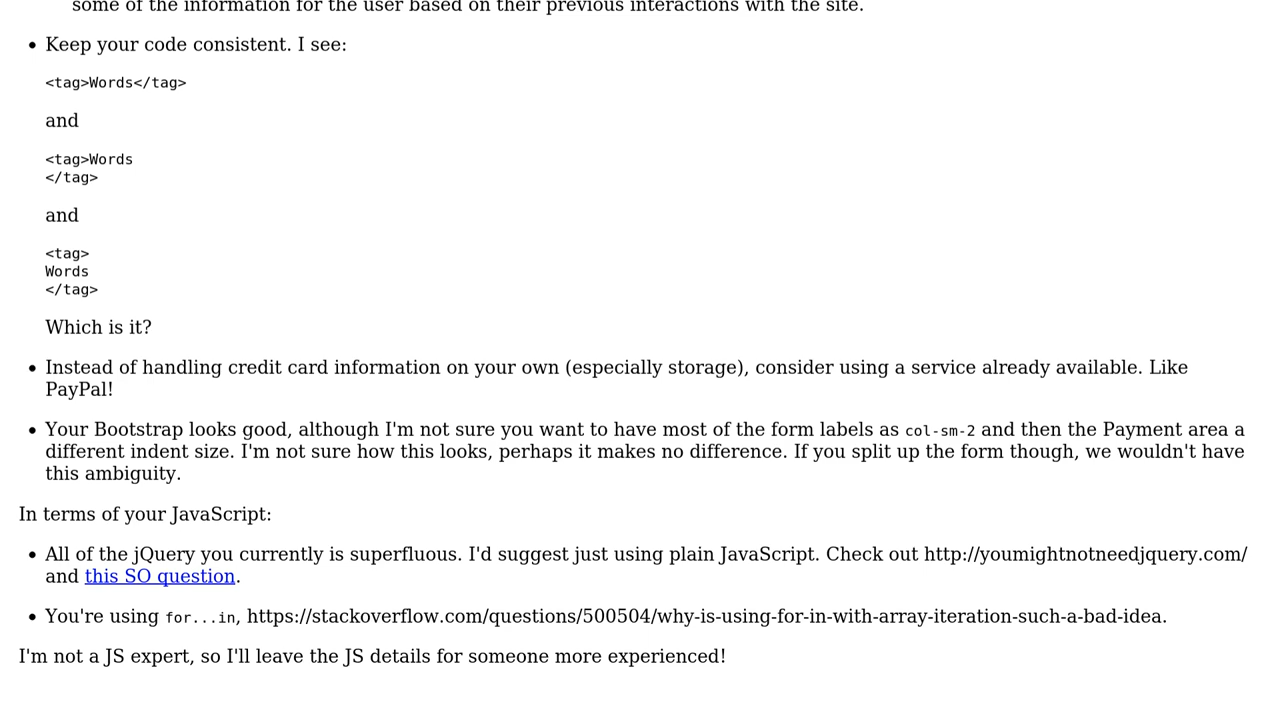 some of the information for the user based on their previous interactions with the site.
• Keep your code consistent. I see:
<tag>Words</tag>
and
<tag>Words
</tag>
and
<tag>
Words
</tag>
Which is it?
• Instead of handling credit card information on your own (especially storage), consider using a service already available. Like
PayPal!
• Your Bootstrap looks good, although I'm not sure you want to have most of the form labels as col-sm-2 and then the Payment area a
different indent size. I'm not sure how this looks, perhaps it makes no difference. If you split up the form though, we wouldn't have
this ambiguity.
In terms of your JavaScript:
• All of the jQuery you currently is superfluous. I'd suggest just using plain JavaScript. Check out http://youmightnotneedjquery.com/
and this SO question.
• You're using for...in, https://stackoverflow.com/questions/500504/why-is-using-for-in-with-array-iteration-such-a-bad-idea.
I'm not a JS expert, so I'll leave the JS details for someone more experienced!